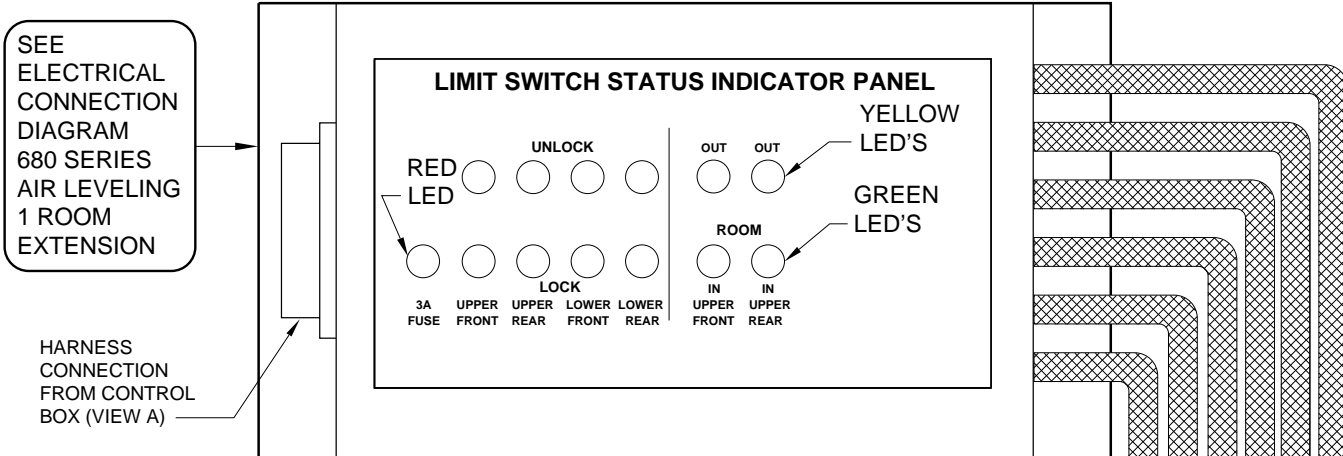 SEE
ELECTRICAL
CONNECTION
DIAGRAM
680 SERIES
AIR LEVELING
1 ROOM
EXTENSION
HARNESS
CONNECTION
FROM CONTROL
BOX (VIEW A)
LIMIT SWITCH STATUS INDICATOR PANEL
RED
LED
UNLOCK
OUT OUT
YELLOW
LED'S
GREEN
LED'S
ROOM
LOCK
3A
FUSE
UPPER
FRONT
UPPER
REAR
LOWER
FRONT
LOWER
REAR
IN
UPPER
FRONT
IN
UPPER
REAR